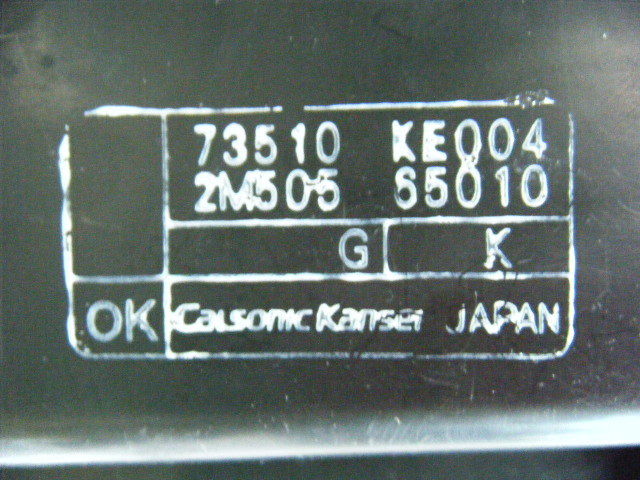 73510 KE004
2M505 65010
G K
OK Calsonic Kansei JAPAN